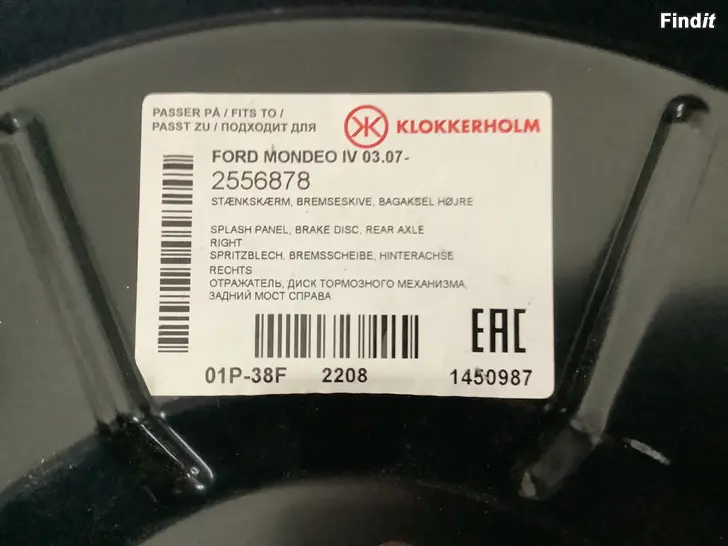 Findit
PASSER PÅ / FITS TO /
PASST ZU / ПОДХОДИТ ДЛЯ
KLOKKERHOLM
FORD MONDEO IV 03.07-
2556878
STÆNKSKÆRM, BREMSESKIVE, BAGAKSEL HØJRE
SPLASH PANEL, BRAKE DISC, REAR AXLE
RIGHT
SPRITZBLECH, BREMSSCHEIBE, HINTERACHSE
RECHTS
ОТРАЖАТЕЛЬ, ДИСК ТОРМОЗНОГО МЕХАНИЗМА,
ЗАДНИЙ МОСТ СПРАВА
EAC
01P-38F 2208 1450987